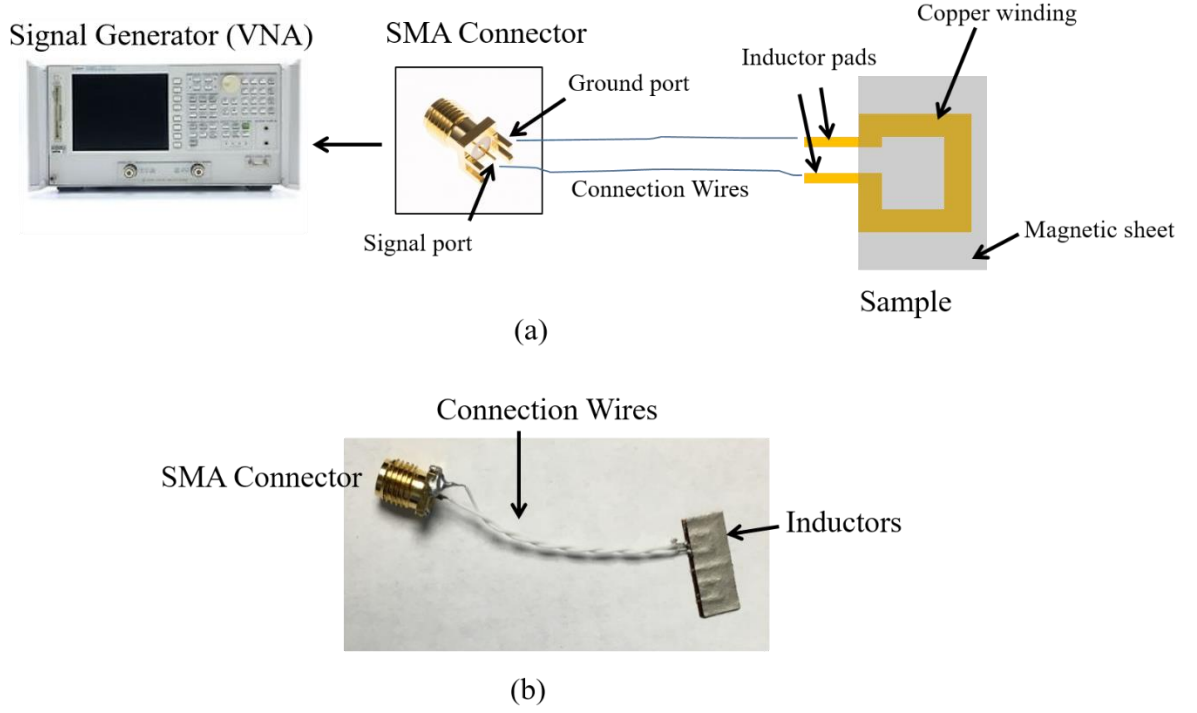 Copper winding
Signal Generator (VNA)
SMA Connector
Inductor pads
Ground port
Connection Wires
Signal port
Magnetic sheet
Sample
(a)
Connection Wires
SMA Connector
Inductors
(b)